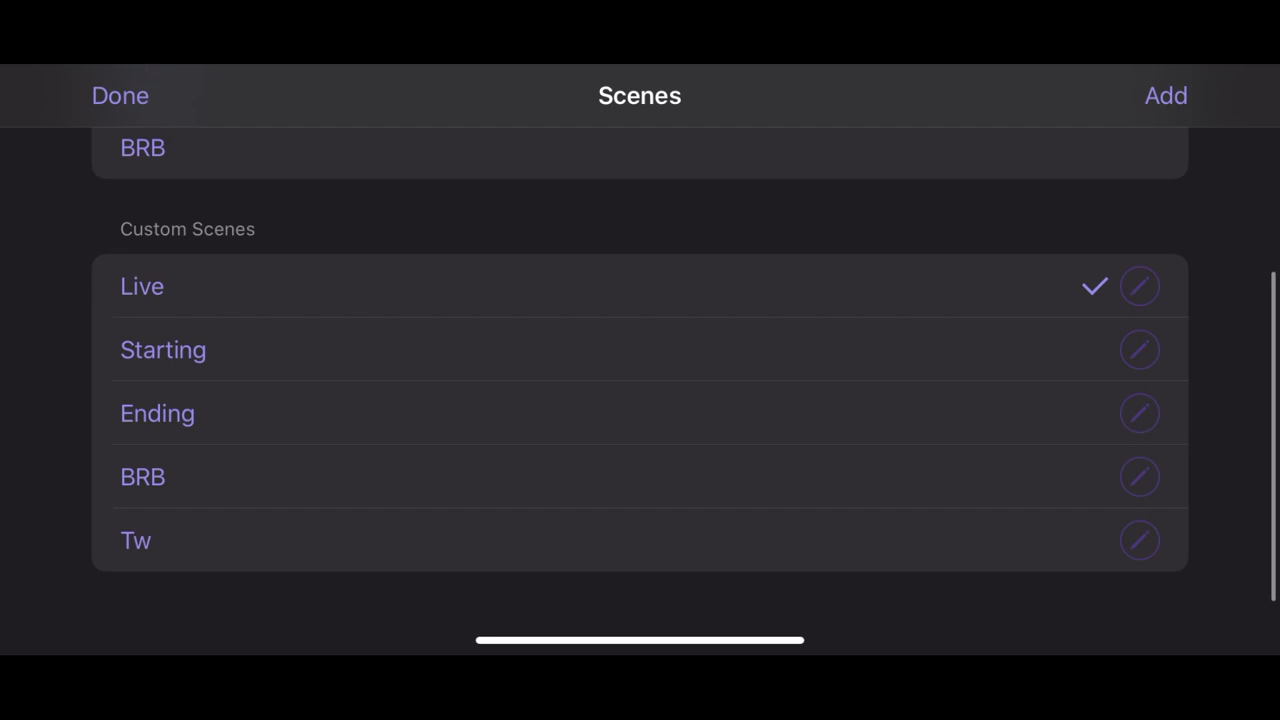 Done Scenes Add
BRB
Custom Scenes
Live
Starting
Ending
BRB
Tw